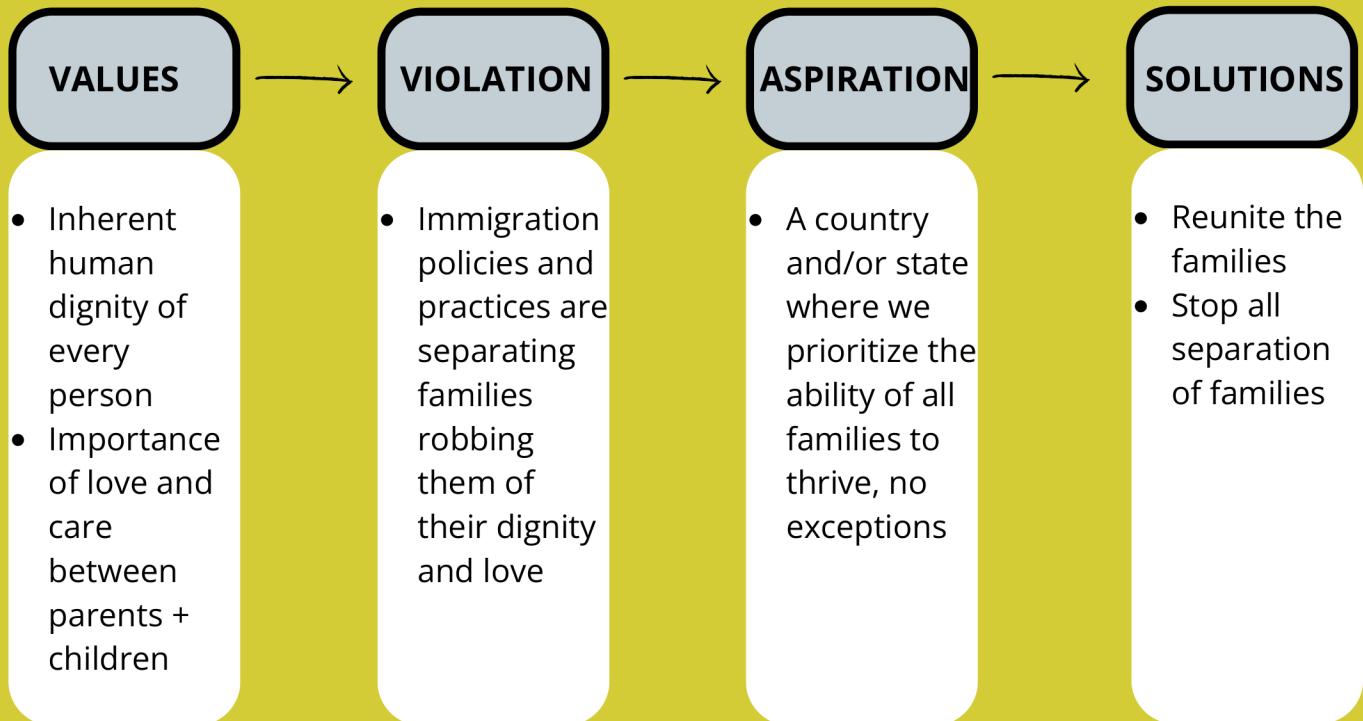 VALUES
VIOLATION
ASPIRATION
SOLUTIONS
• Inherent
human
dignity of
every
person
• Importance
of love and
care
between
parents +
children
• Immigration
policies and
practices are
separating
families
robbing
them of
their dignity
and love
• A country
and/or state
where we
prioritize the
ability of all
families to
thrive, no
exceptions
• Reunite the
families
• Stop all
separation
of families